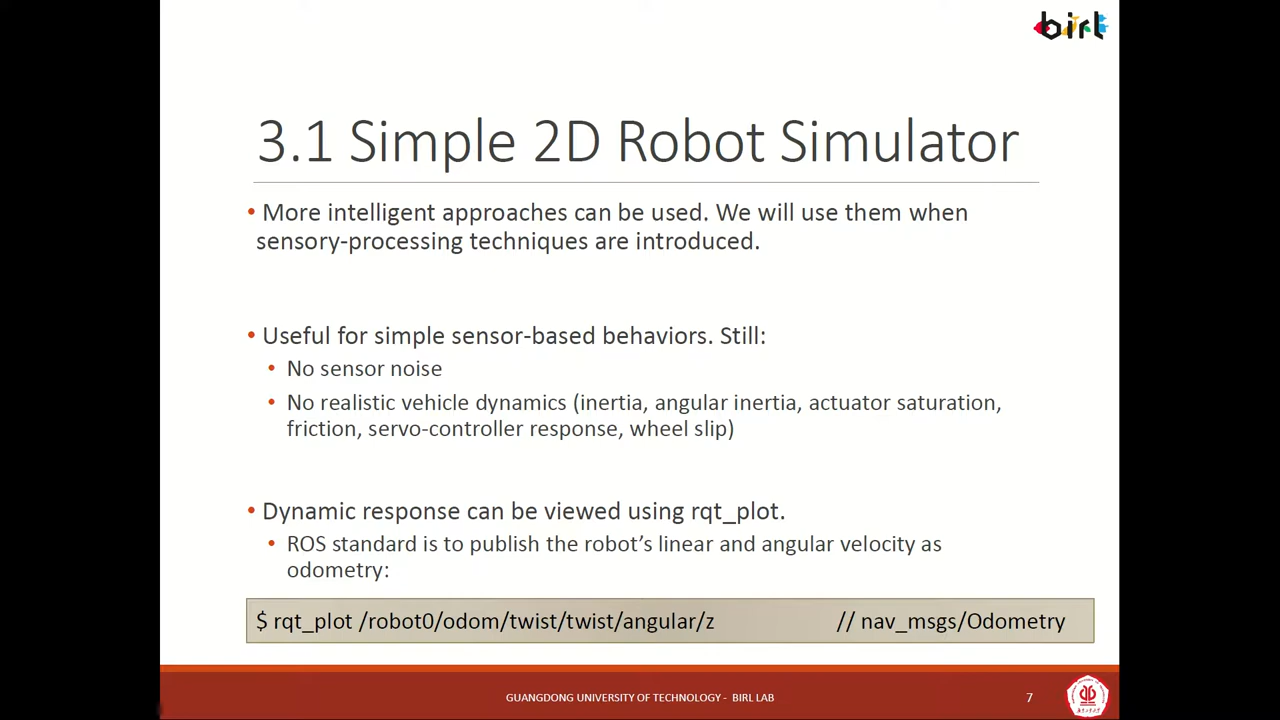 birl
3.1 Simple 2D Robot Simulator
• More intelligent approaches can be used. We will use them when
sensory-processing techniques are introduced.
• Useful for simple sensor-based behaviors. Still:
• No sensor noise
• No realistic vehicle dynamics (inertia, angular inertia, actuator saturation,
friction, servo-controller response, wheel slip)
• Dynamic response can be viewed using rqt_plot.
• ROS standard is to publish the robot’s linear and angular velocity as
odometry:
$ rqt_plot /robot0/odom/twist/twist/angular/z // nav_msgs/Odometry
GUANGDONG UNIVERSITY OF TECHNOLOGY - BIRL LAB
7